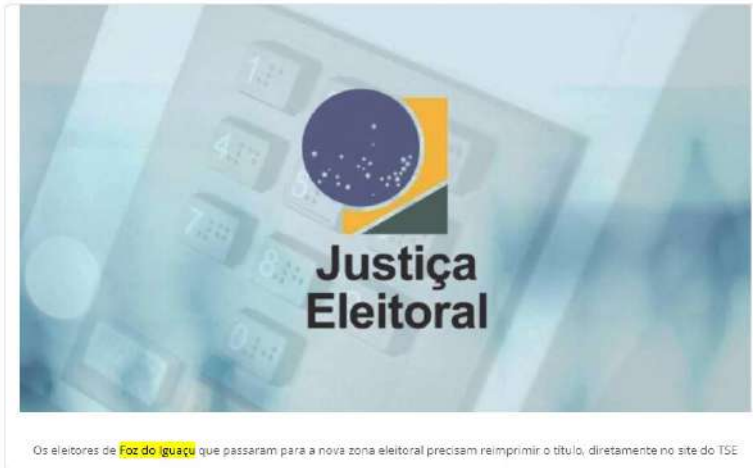 Justiça
Eleitoral
Os eleitores de Foz do Iguaçu que passaram para a nova zona eleitoral precisam reimprimir o título, diretamente no site do TSE